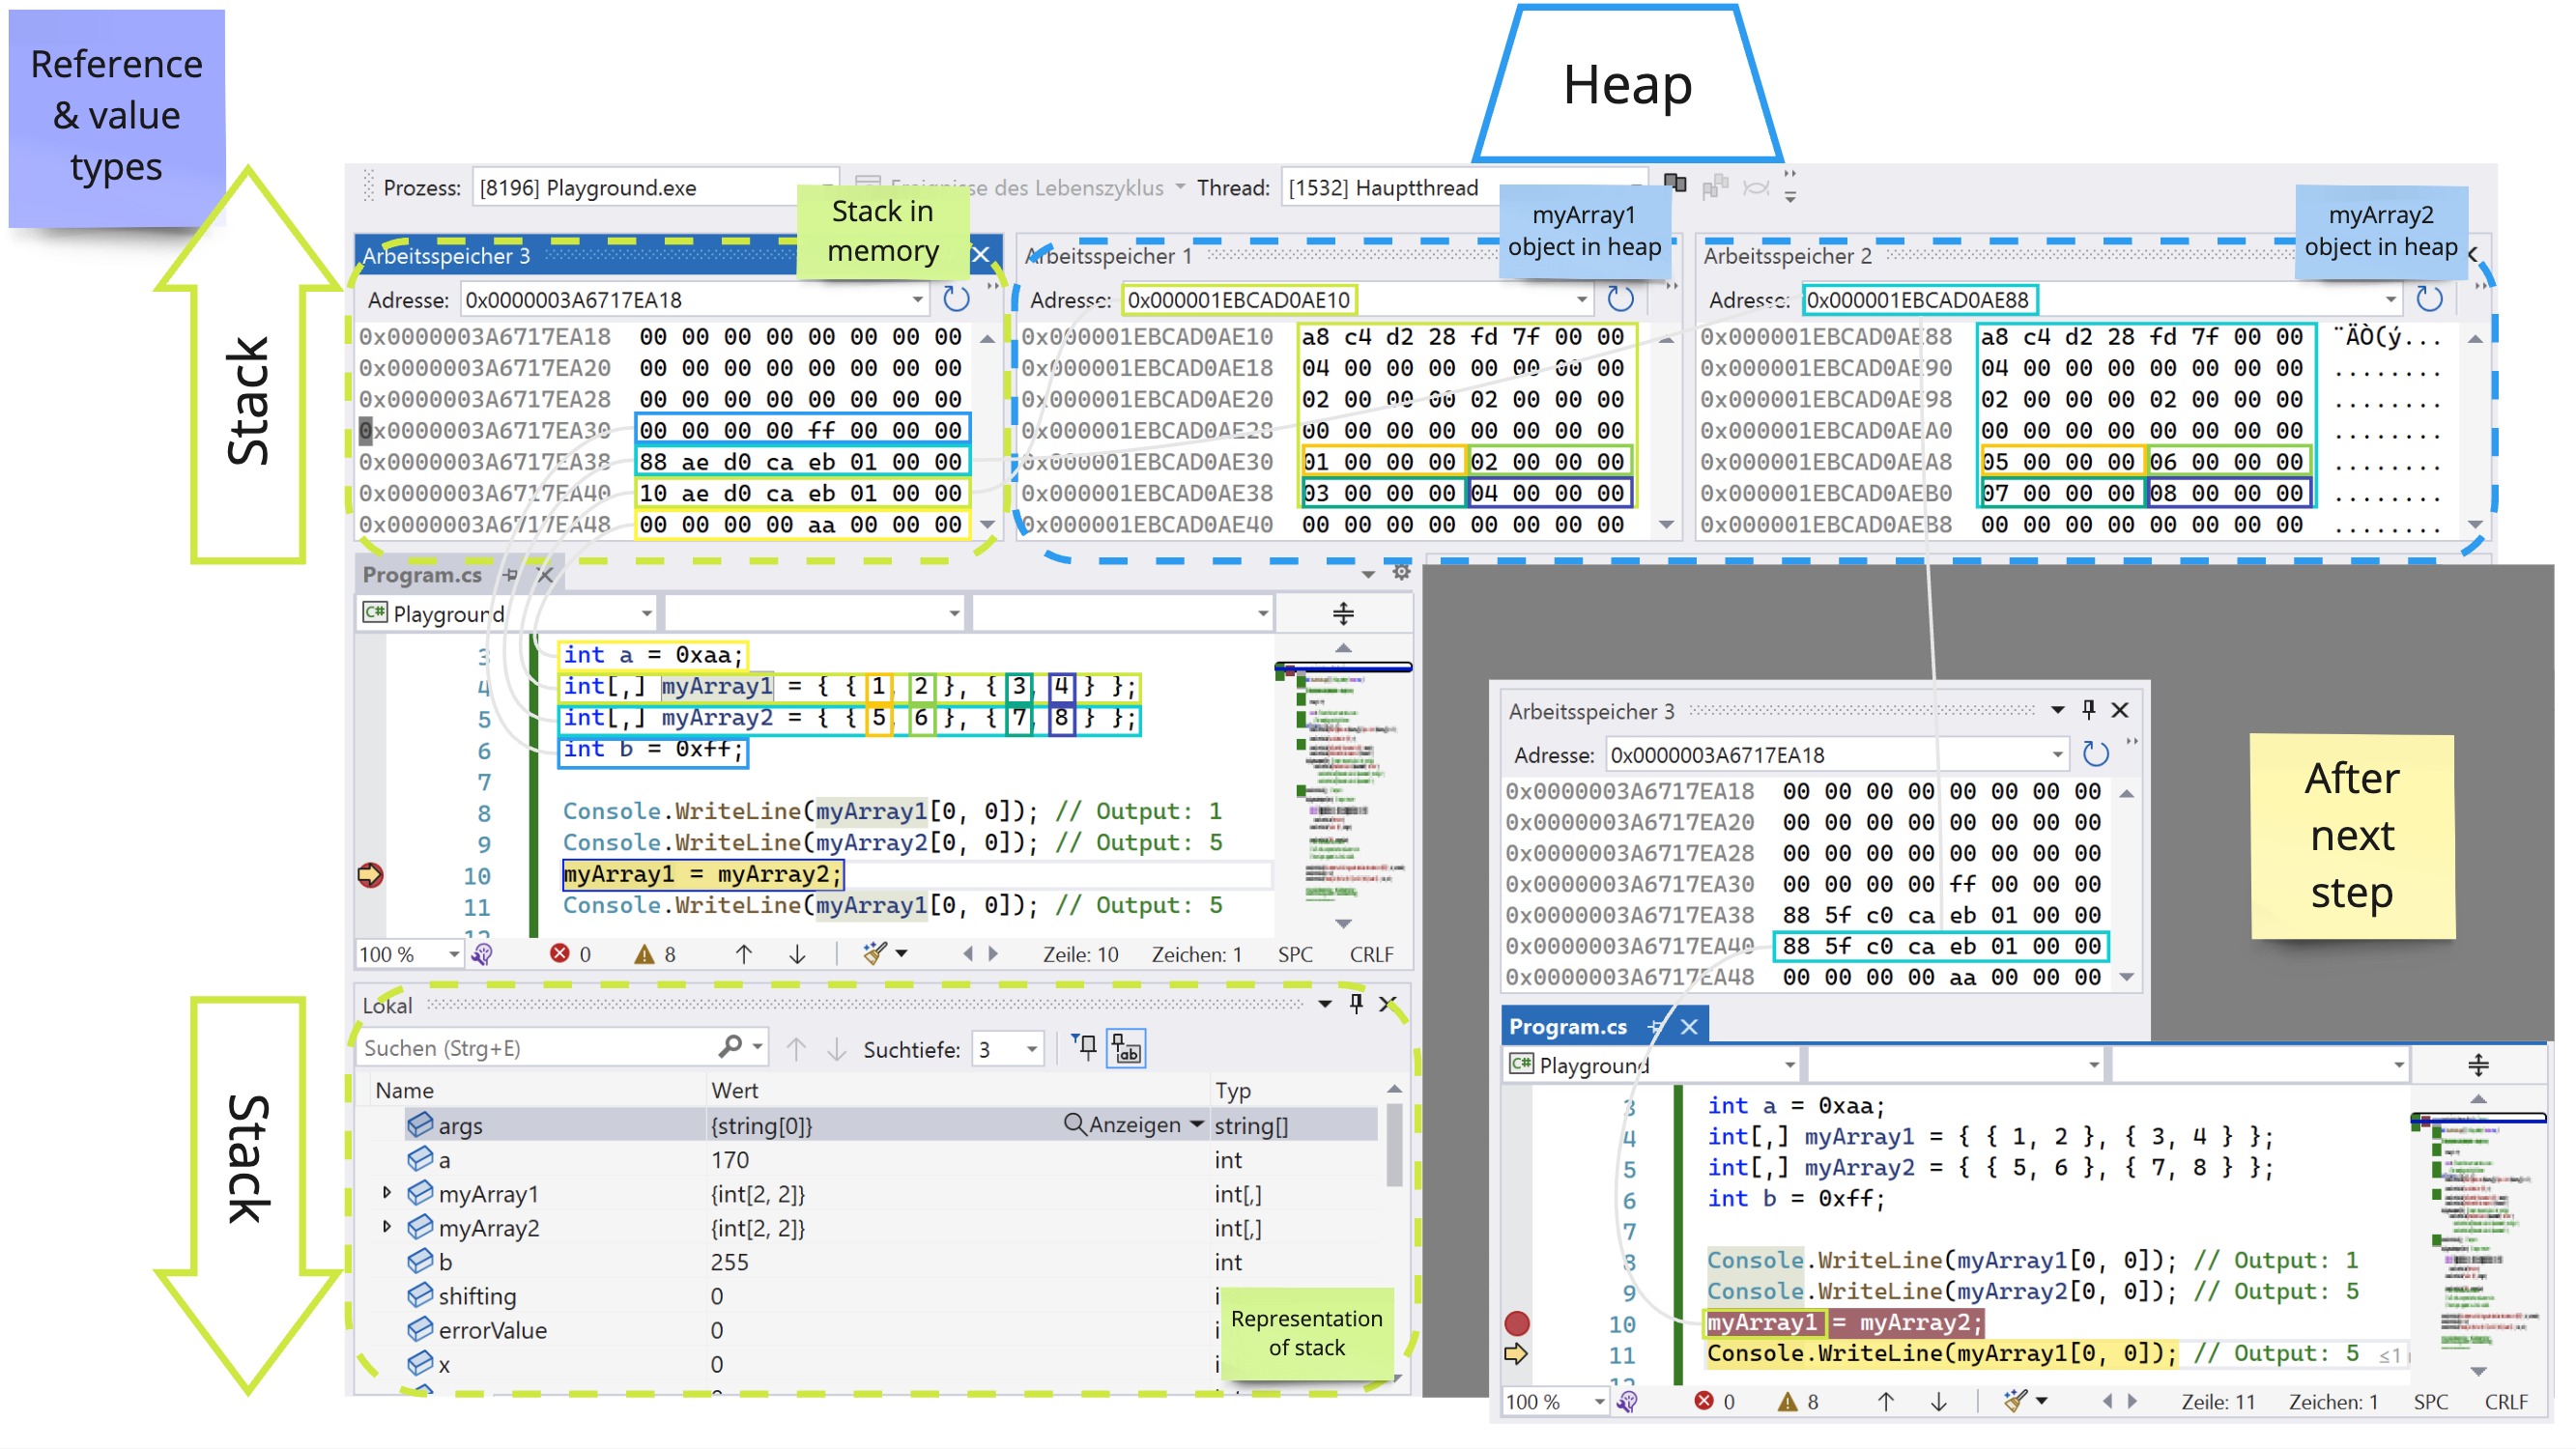 Reference
& value
types
Heap
Stack
Prozess: [8196] Playground.exe Ereignisse des Lebenszyklus Thread: [1532] Hauptthread
Stack in
memory
myArray1
object in heap
myArray2
object in heap
Arbeitsspeicher 3
Adresse: 0x0000003A6717EA18
0x0000003A6717EA18 00 00 00 00 00 00 00 00
0x0000003A6717EA20 00 00 00 00 00 00 00 00
0x0000003A6717EA28 00 00 00 00 00 00 00 00
0x0000003A6717EA30 00 00 00 00 ff 00 00 00
0x0000003A6717EA38 88 ae d0 ca eb 01 00 00
0x0000003A6717EA40 10 ae d0 ca eb 01 00 00
0x0000003A6717EA48 00 00 00 00 aa 00 00 00
Arbeitsspeicher 1
Adresse: 0x000001EBCAD0AE10
0x000001EBCAD0AE10 a8 c4 d2 28 fd 7f 00 00
0x000001EBCAD0AE18 04 00 00 00 00 00 00 00
0x000001EBCAD0AE20 02 00 00 00 02 00 00 00
0x000001EBCAD0AE28 00 00 00 00 00 00 00 00
0x000001EBCAD0AE30 01 00 00 00 02 00 00 00
0x000001EBCAD0AE38 03 00 00 00 04 00 00 00
0x000001EBCAD0AE40 00 00 00 00 00 00 00 00
Arbeitsspeicher 2
Adresse: 0x000001EBCAD0AE88
0x000001EBCAD0AE88 a8 c4 d2 28 fd 7f 00 00 ¨ÄÒ(ý...
0x000001EBCAD0AE90 04 00 00 00 00 00 00 00 ........
0x000001EBCAD0AE98 02 00 00 00 02 00 00 00 ........
0x000001EBCAD0AEA0 00 00 00 00 00 00 00 00 ........
0x000001EBCAD0AEA8 05 00 00 00 06 00 00 00 ........
0x000001EBCAD0AEB0 07 00 00 00 08 00 00 00 ........
0x000001EBCAD0AEB8 00 00 00 00 00 00 00 00 ........
Program.cs
C# Playground
3 int a = 0xaa;
4 int[,] myArray1 = { { 1, 2 }, { 3, 4 } };
5 int[,] myArray2 = { { 5, 6 }, { 7, 8 } };
6 int b = 0xff;
7
8 Console.WriteLine(myArray1[0, 0]); // Output: 1
9 Console.WriteLine(myArray2[0, 0]); // Output: 5
10 myArray1 = myArray2;
11 Console.WriteLine(myArray1[0, 0]); // Output: 5
12
100 % 0 8 Zeile: 10 Zeichen: 1 SPC CRLF
Stack
Lokal
Suchen (Strg+E) Suchtiefe: 3
Name Wert Typ
args {string[0]} Anzeigen string[]
a 170 int
myArray1 {int[2, 2]} int[,]
myArray2 {int[2, 2]} int[,]
b 255 int
shifting 0
errorValue 0
x 0
Representation
of stack
Arbeitsspeicher 3
Adresse: 0x0000003A6717EA18
0x0000003A6717EA18 00 00 00 00 00 00 00 00
0x0000003A6717EA20 00 00 00 00 00 00 00 00
0x0000003A6717EA28 00 00 00 00 00 00 00 00
0x0000003A6717EA30 00 00 00 00 ff 00 00 00
0x0000003A6717EA38 88 5f c0 ca eb 01 00 00
0x0000003A6717EA40 88 5f c0 ca eb 01 00 00
0x0000003A6717EA48 00 00 00 00 aa 00 00 00
After
next
step
Program.cs
C# Playground
3 int a = 0xaa;
4 int[,] myArray1 = { { 1, 2 }, { 3, 4 } };
5 int[,] myArray2 = { { 5, 6 }, { 7, 8 } };
6 int b = 0xff;
7
8 Console.WriteLine(myArray1[0, 0]); // Output: 1
9 Console.WriteLine(myArray2[0, 0]); // Output: 5
10 myArray1 = myArray2;
11 Console.WriteLine(myArray1[0, 0]); // Output: 5 ≤1
12
100 % 0 8 Zeile: 11 Zeichen: 1 SPC CRLF